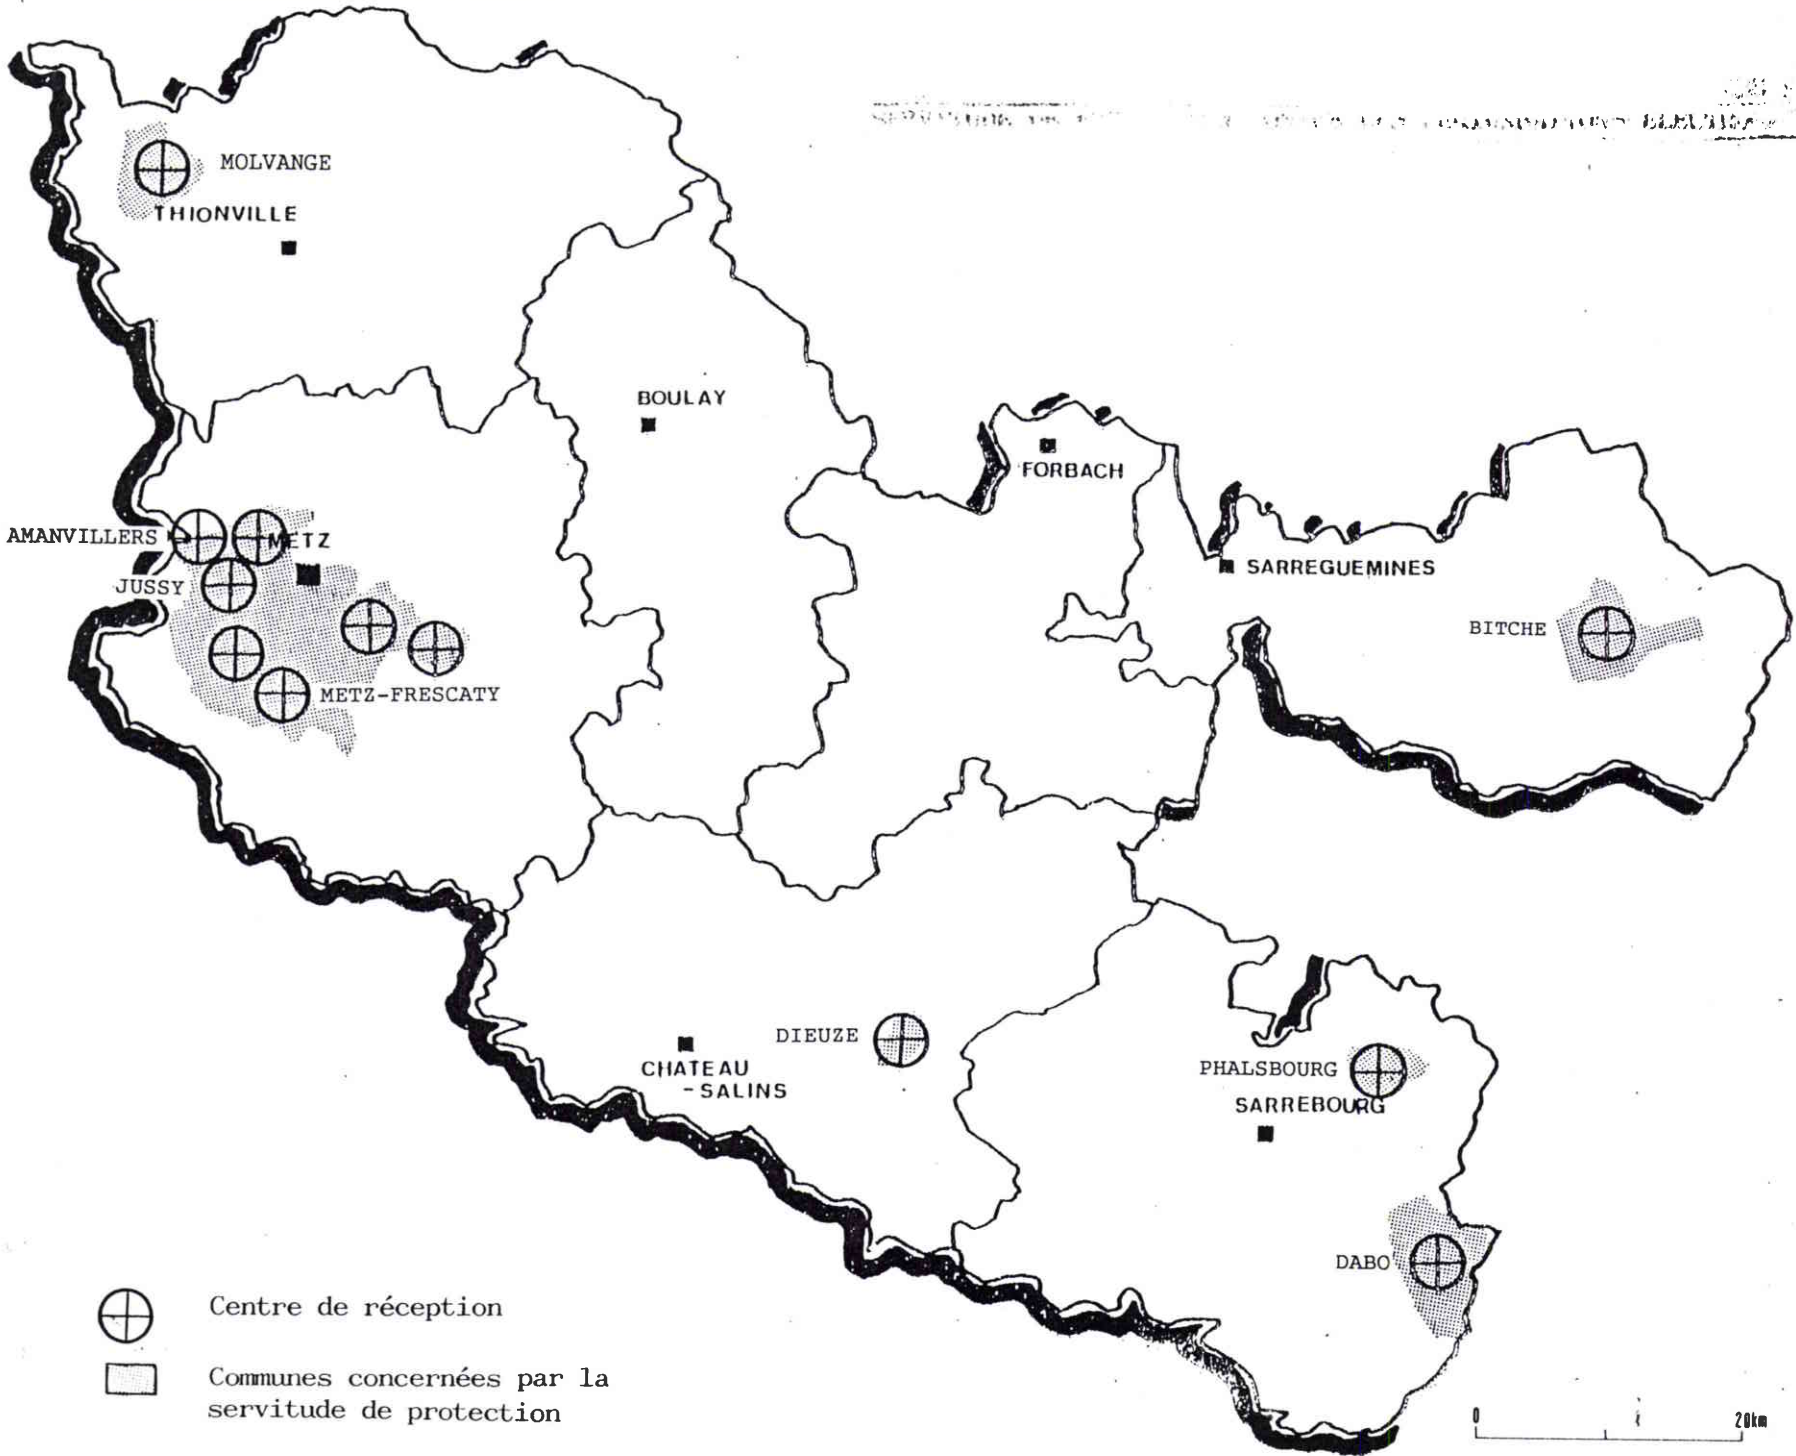 MOLVANGE
THIONVILLE
BOULAY
FORBACH
AMANVILLERS
METZ
JUSSY
SARREGUEMINES
BITCHE
METZ-FRESCATY
DIEUZE
CHATEAU
-SALINS
PHALSBOURG
SARREBOURG
DABO
Centre de réception
Communes concernées par la
servitude de protection
0 20km